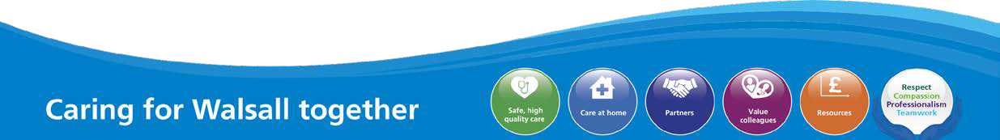 Caring for Walsall together
Safe, high
quality care
Care at home
Partners
Value
colleagues
£
Resources
Respect
Compassion
Professionalism
Teamwork